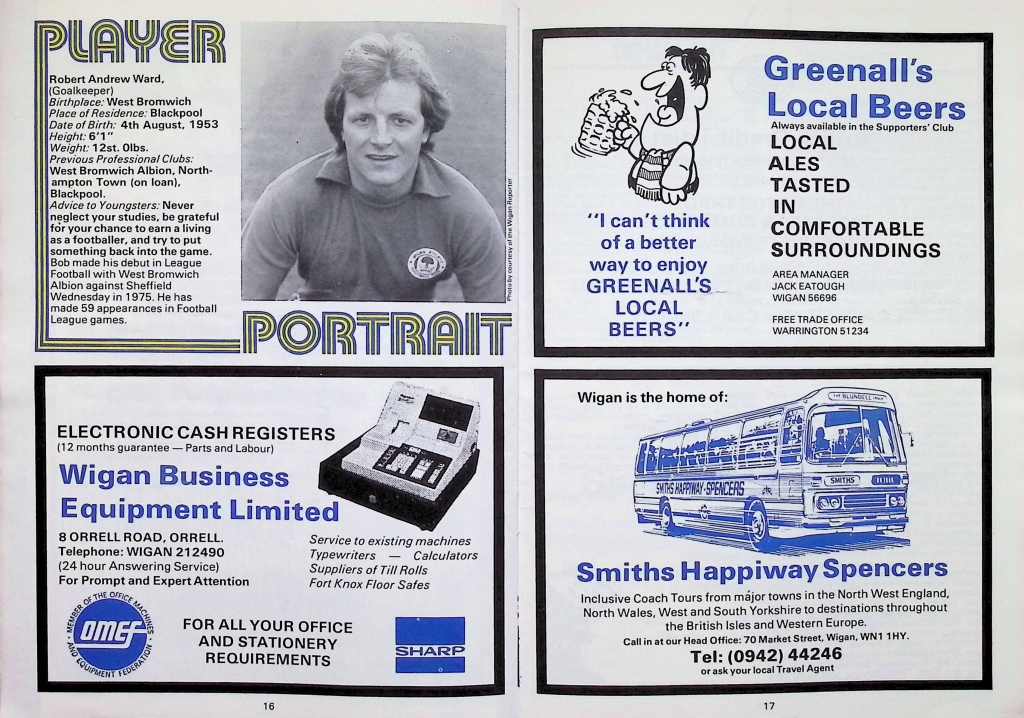 PLAYER
Robert Andrew Ward,
(Goalkeeper)
Birthplace: West Bromwich
Place of Residence: Blackpool
Date of Birth: 4th August, 1953
Height: 6'1"
Weight: 12st. 0lbs.
Previous Professional Clubs:
West Bromwich Albion, North-
ampton Town (on loan),
Blackpool.
Advice to Youngsters: Never
neglect your studies, be grateful
for your chance to earn a living
as a footballer, and try to put
something back into the game.
Bob made his debut in League
Football with West Bromwich
Albion against Sheffield
Wednesday in 1975. He has
made 59 appearances in Football
League games.
Photo by courtesy of the Wigan Reporter
PORTRAIT
ELECTRONIC CASH REGISTERS
(12 months guarantee — Parts and Labour)
Wigan Business
Equipment Limited
8 ORRELL ROAD, ORRELL.
Telephone: WIGAN 212490
(24 hour Answering Service)
For Prompt and Expert Attention
Service to existing machines
Typewriters — Calculators
Suppliers of Till Rolls
Fort Knox Floor Safes
MEMBER OF THE OFFICE MACHINES
OMEF
AND EQUIPMENT FEDERATION
FOR ALL YOUR OFFICE
AND STATIONERY
REQUIREMENTS
SHARP
16
Greenall's
Local Beers
Always available in the Supporters' Club
LOCAL
ALES
TASTED
IN
COMFORTABLE
SURROUNDINGS
"I can't think
of a better
way to enjoy
GREENALL'S
LOCAL
BEERS"
AREA MANAGER
JACK EATOUGH
WIGAN 56696
FREE TRADE OFFICE
WARRINGTON 51234
Wigan is the home of:
THE BLUNDELL
SMITHS
SMITHS HAPPIWAY-SPENCERS
Smiths Happiway Spencers
Inclusive Coach Tours from major towns in the North West England,
North Wales, West and South Yorkshire to destinations throughout
the British Isles and Western Europe.
Call in at our Head Office: 70 Market Street, Wigan, WN1 1HY.
Tel: (0942) 44246
or ask your local Travel Agent
17